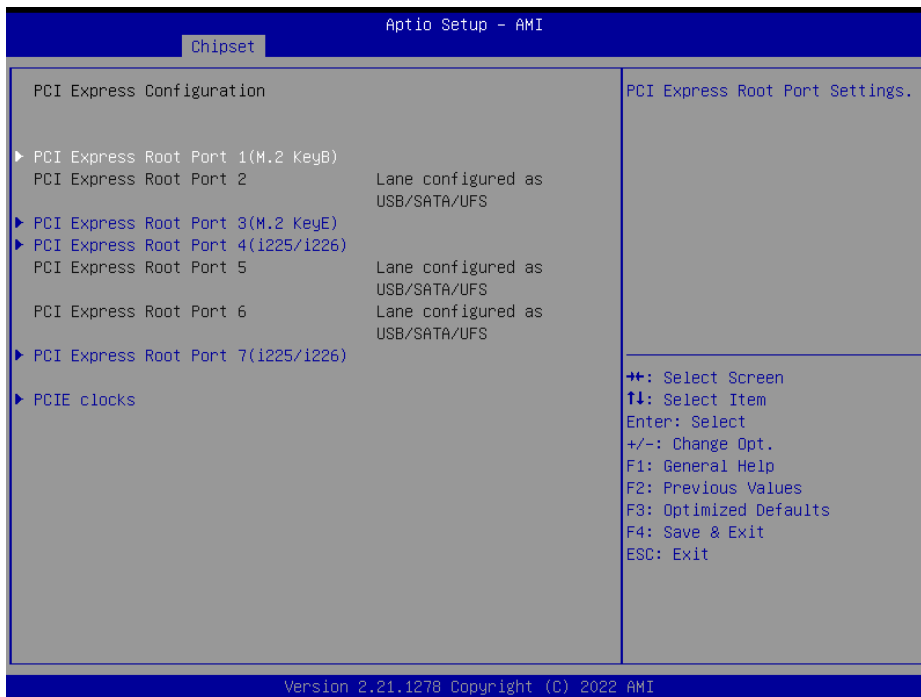 Aptio Setup – AMI
Chipset
PCI Express Configuration
PCI Express Root Port 1(M.2 KeyB)
PCI Express Root Port 2 Lane configured as
USB/SATA/UFS
PCI Express Root Port 3(M.2 KeyE)
PCI Express Root Port 4(i225/i226)
PCI Express Root Port 5 Lane configured as
USB/SATA/UFS
PCI Express Root Port 6 Lane configured as
USB/SATA/UFS
PCI Express Root Port 7(i225/i226)
PCIE clocks
PCI Express Root Port Settings.
→←: Select Screen
↑↓: Select Item
Enter: Select
+/-: Change Opt.
F1: General Help
F2: Previous Values
F3: Optimized Defaults
F4: Save & Exit
ESC: Exit
Version 2.21.1278 Copyright (C) 2022 AMI